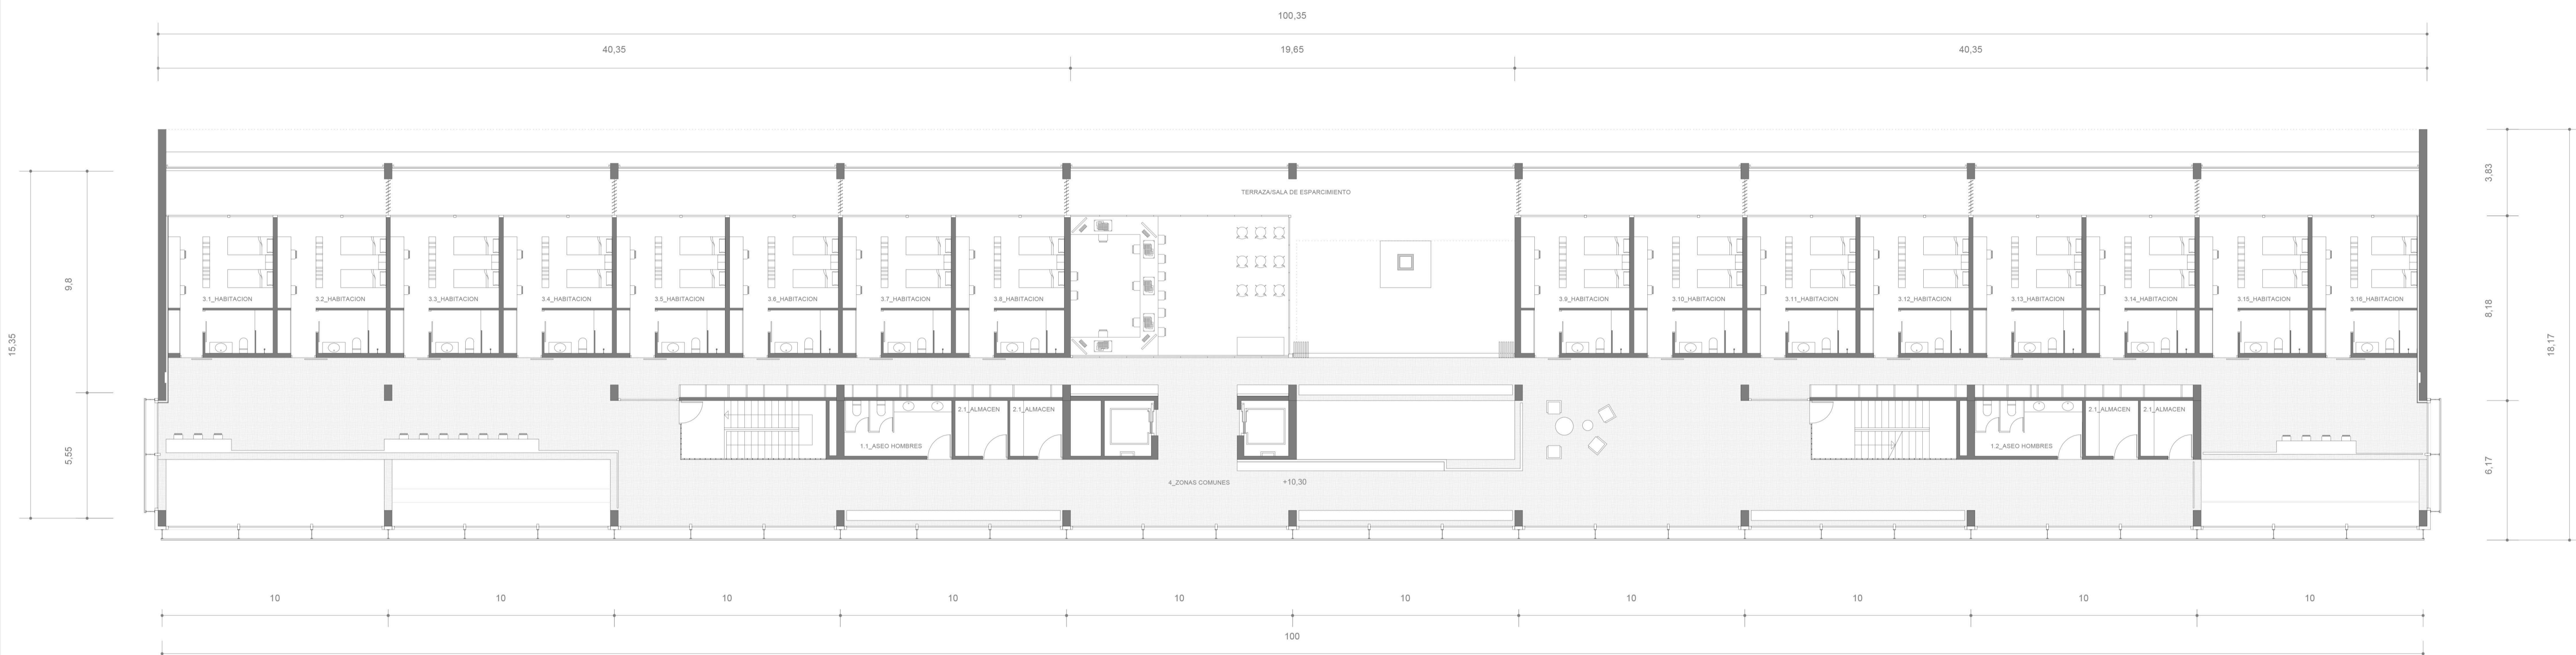 100,35
40,35
19,65
40,35
TERRAZA/SALA DE ESPARCIMIENTO
3,83
9,8
15,35
8,18
18,17
5,55
6,17
3.1_HABITACION
3.2_HABITACION
3.3_HABITACION
3.4_HABITACION
3.5_HABITACION
3.6_HABITACION
3.7_HABITACION
3.8_HABITACION
3.9_HABITACION
3.10_HABITACION
3.11_HABITACION
3.12_HABITACION
3.13_HABITACION
3.14_HABITACION
3.15_HABITACION
3.16_HABITACION
2.1_ALMACEN
2.1_ALMACEN
2.1_ALMACEN
2.1_ALMACEN
1.1_ASEO HOMBRES
1.2_ASEO HOMBRES
4_ZONAS COMUNES
+10,30
10
10
10
10
10
10
10
10
10
10
100